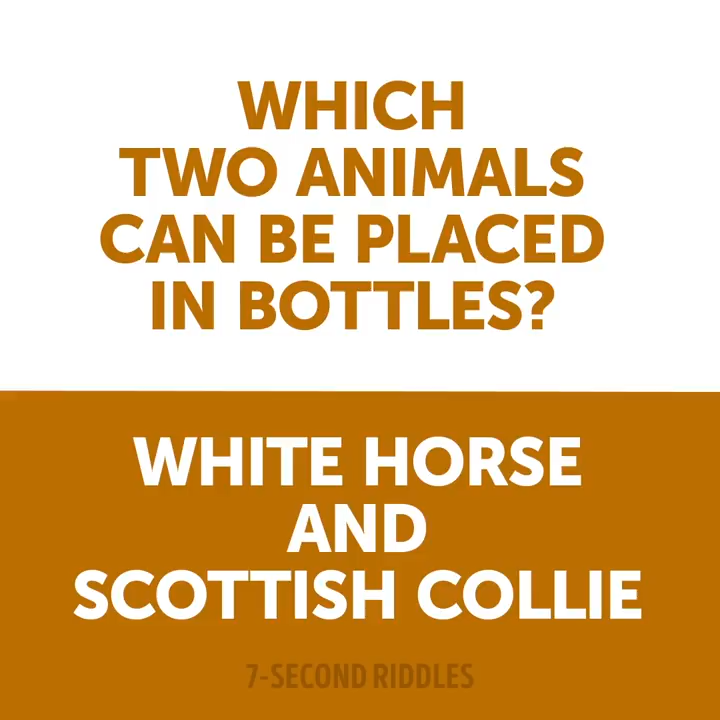 WHICH
TWO ANIMALS
CAN BE PLACED
IN BOTTLES?
WHITE HORSE
AND
SCOTTISH COLLIE
7-SECOND RIDDLES